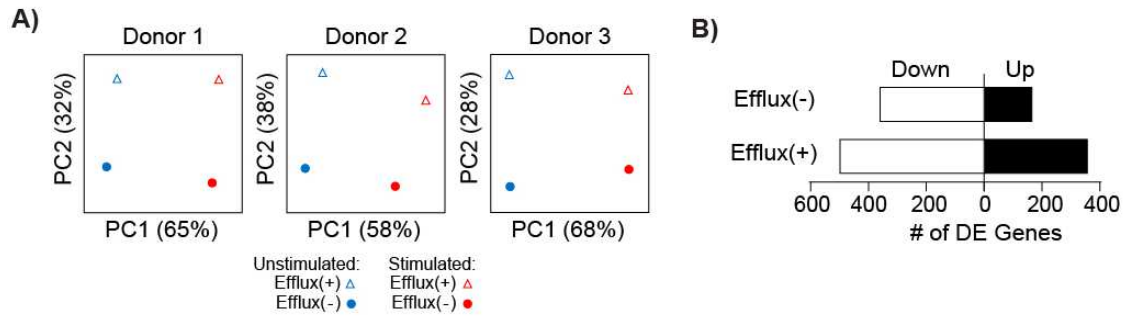 A)
Donor 1
Donor 2
Donor 3
PC2 (32%)
PC2 (38%)
PC2 (28%)
PC1 (65%)
PC1 (58%)
PC1 (68%)
Unstimulated: Stimulated:
Efflux(+) Efflux(+)
Efflux(-) Efflux(-)
B)
Down Up
Efflux(-)
Efflux(+)
600 400 200 0 200 400
# of DE Genes